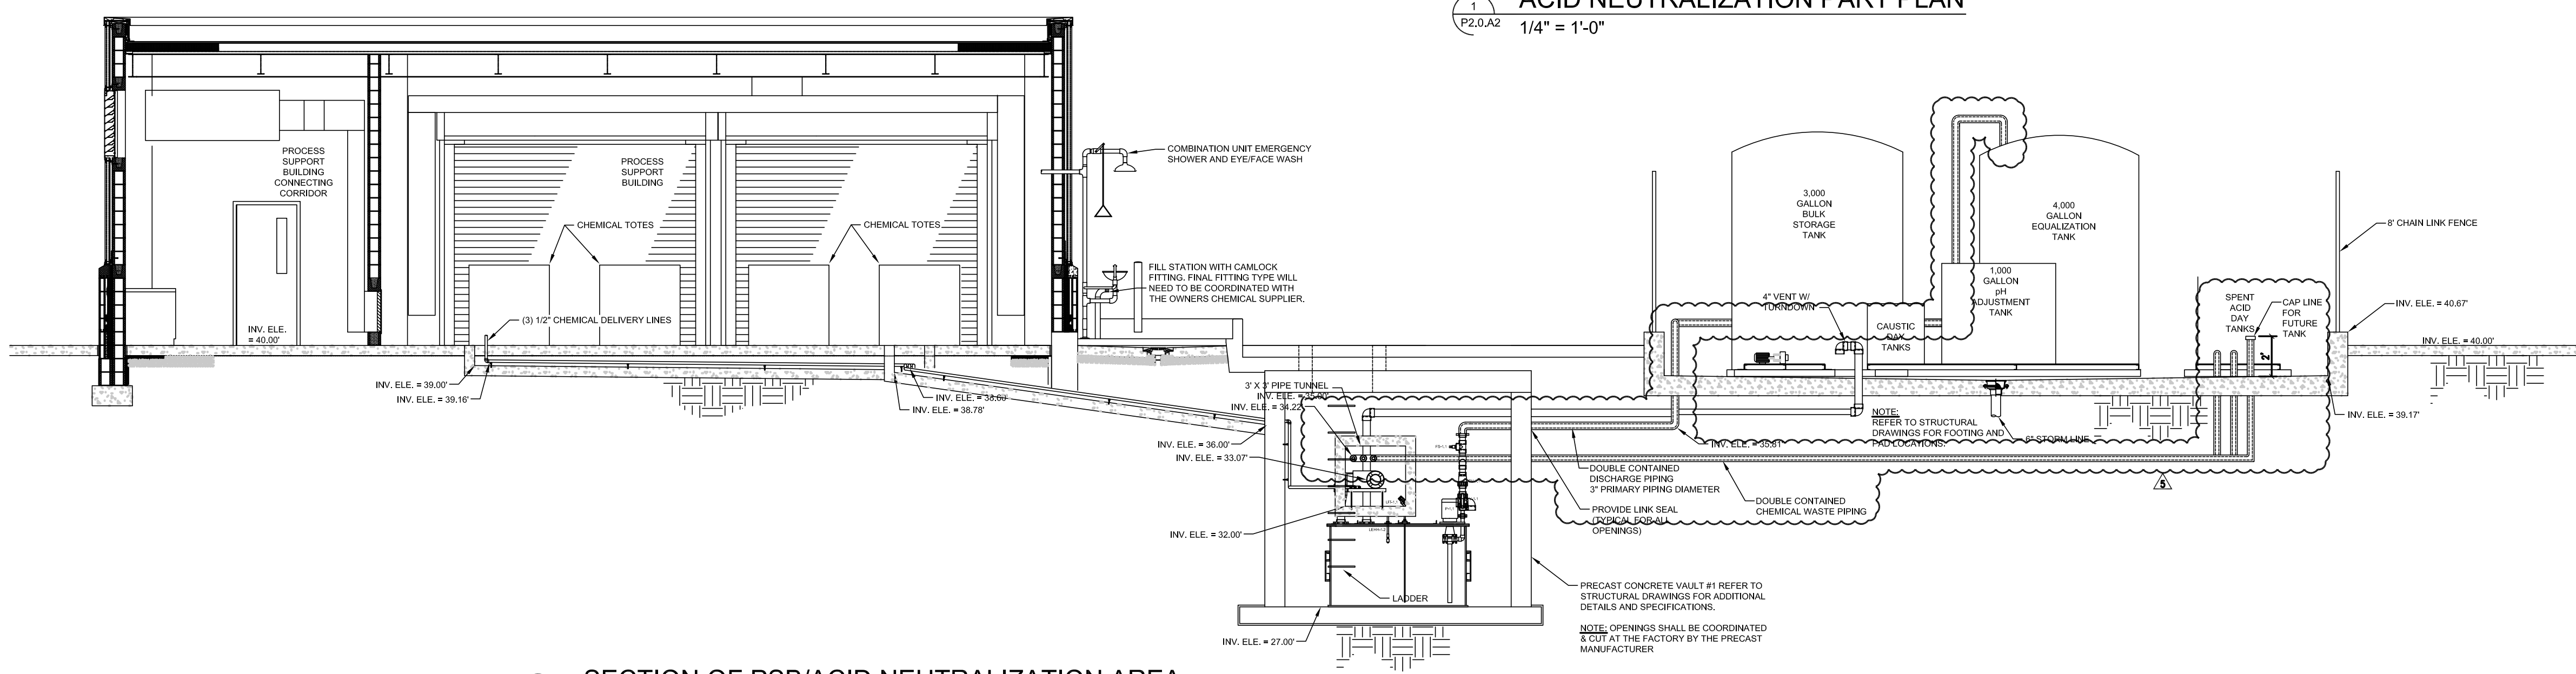 1
P2.0.A2
ACID NEUTRALIZATION PART PLAN
1/4" = 1'-0"
PROCESS
SUPPORT
BUILDING
CONNECTING
CORRIDOR
PROCESS
SUPPORT
BUILDING
CHEMICAL TOTES
CHEMICAL TOTES
(3) 1/2" CHEMICAL DELIVERY LINES
INV. ELE.
= 40.00'
INV. ELE. = 39.00'
INV. ELE. = 39.16'
INV. ELE. =
INV. ELE. = 38.78'
COMBINATION UNIT EMERGENCY
SHOWER AND EYE/FACE WASH
FILL STATION WITH CAMLOCK
FITTING. FINAL FITTING TYPE WILL
NEED TO BE COORDINATED WITH
THE OWNERS CHEMICAL SUPPLIER.
3' X 3' PIPE TUNNEL
INV. ELE. = 35.00'
INV. ELE. = 34.22'
INV. ELE. = 36.00'
INV. ELE. = 33.07'
INV. ELE. = 32.00'
LADDER
INV. ELE. = 27.00'
3,000
GALLON
BULK
STORAGE
TANK
4,000
GALLON
EQUALIZATION
TANK
1,000
GALLON
pH
ADJUSTMENT
TANK
4" VENT W/
TURNDOWN
CAUSTIC
DAY
TANKS
SPENT
ACID
DAY
TANKS
CAP LINE
FOR
FUTURE
TANK
2'
8' CHAIN LINK FENCE
INV. ELE. = 40.67'
INV. ELE. = 40.00'
INV. ELE. = 39.17'
NOTE:
REFER TO STRUCTURAL
DRAWINGS FOR FOOTING AND
PAD LOCATIONS.
6" STORM LINE
INV. ELE. = 35.81'
DOUBLE CONTAINED
DISCHARGE PIPING
3" PRIMARY PIPING DIAMETER
DOUBLE CONTAINED
CHEMICAL WASTE PIPING
5
PROVIDE LINK SEAL
(TYPICAL FOR ALL
OPENINGS)
PRECAST CONCRETE VAULT #1 REFER TO
STRUCTURAL DRAWINGS FOR ADDITIONAL
DETAILS AND SPECIFICATIONS.
NOTE: OPENINGS SHALL BE COORDINATED
& CUT AT THE FACTORY BY THE PRECAST
MANUFACTURER
SECTION OF PSB/ACID NEUTRALIZATION AREA